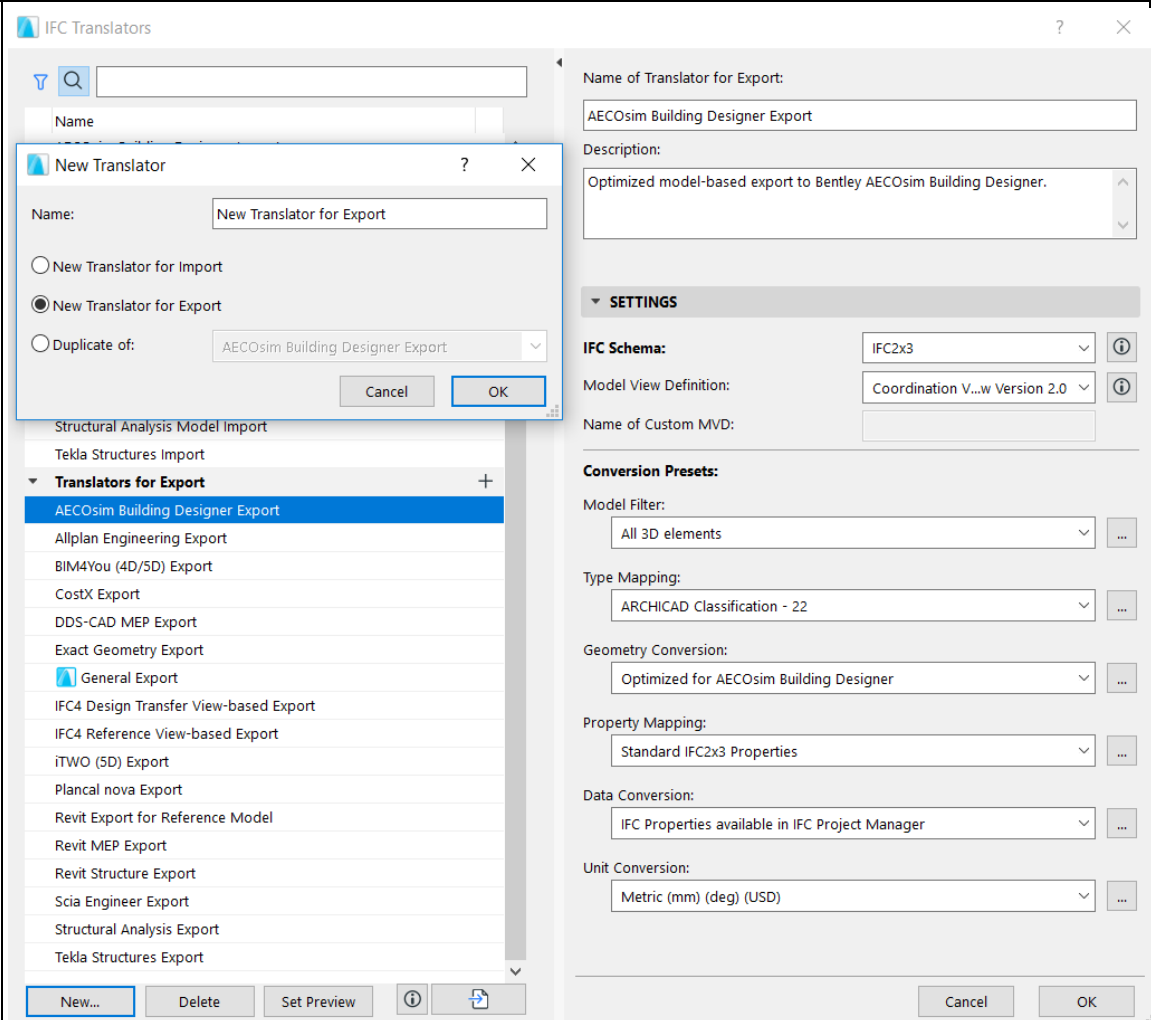 IFC Translators
?
Name
New Translator
?
Name:
New Translator for Export
New Translator for Import
New Translator for Export
Duplicate of:
AECOsim Building Designer Export
Cancel
OK
Structural Analysis Model Import
Tekla Structures Import
Translators for Export
+
AECOsim Building Designer Export
Allplan Engineering Export
BIM4You (4D/5D) Export
CostX Export
DDS-CAD MEP Export
Exact Geometry Export
General Export
IFC4 Design Transfer View-based Export
IFC4 Reference View-based Export
iTWO (5D) Export
Plancal nova Export
Revit Export for Reference Model
Revit MEP Export
Revit Structure Export
Scia Engineer Export
Structural Analysis Export
Tekla Structures Export
New...
Delete
Set Preview
Name of Translator for Export:
AECOsim Building Designer Export
Description:
Optimized model-based export to Bentley AECOsim Building Designer.
SETTINGS
IFC Schema:
IFC2x3
Model View Definition:
Coordination V...w Version 2.0
Name of Custom MVD:
Conversion Presets:
Model Filter:
All 3D elements
...
Type Mapping:
ARCHICAD Classification - 22
...
Geometry Conversion:
Optimized for AECOsim Building Designer
...
Property Mapping:
Standard IFC2x3 Properties
...
Data Conversion:
IFC Properties available in IFC Project Manager
...
Unit Conversion:
Metric (mm) (deg) (USD)
...
Cancel
OK